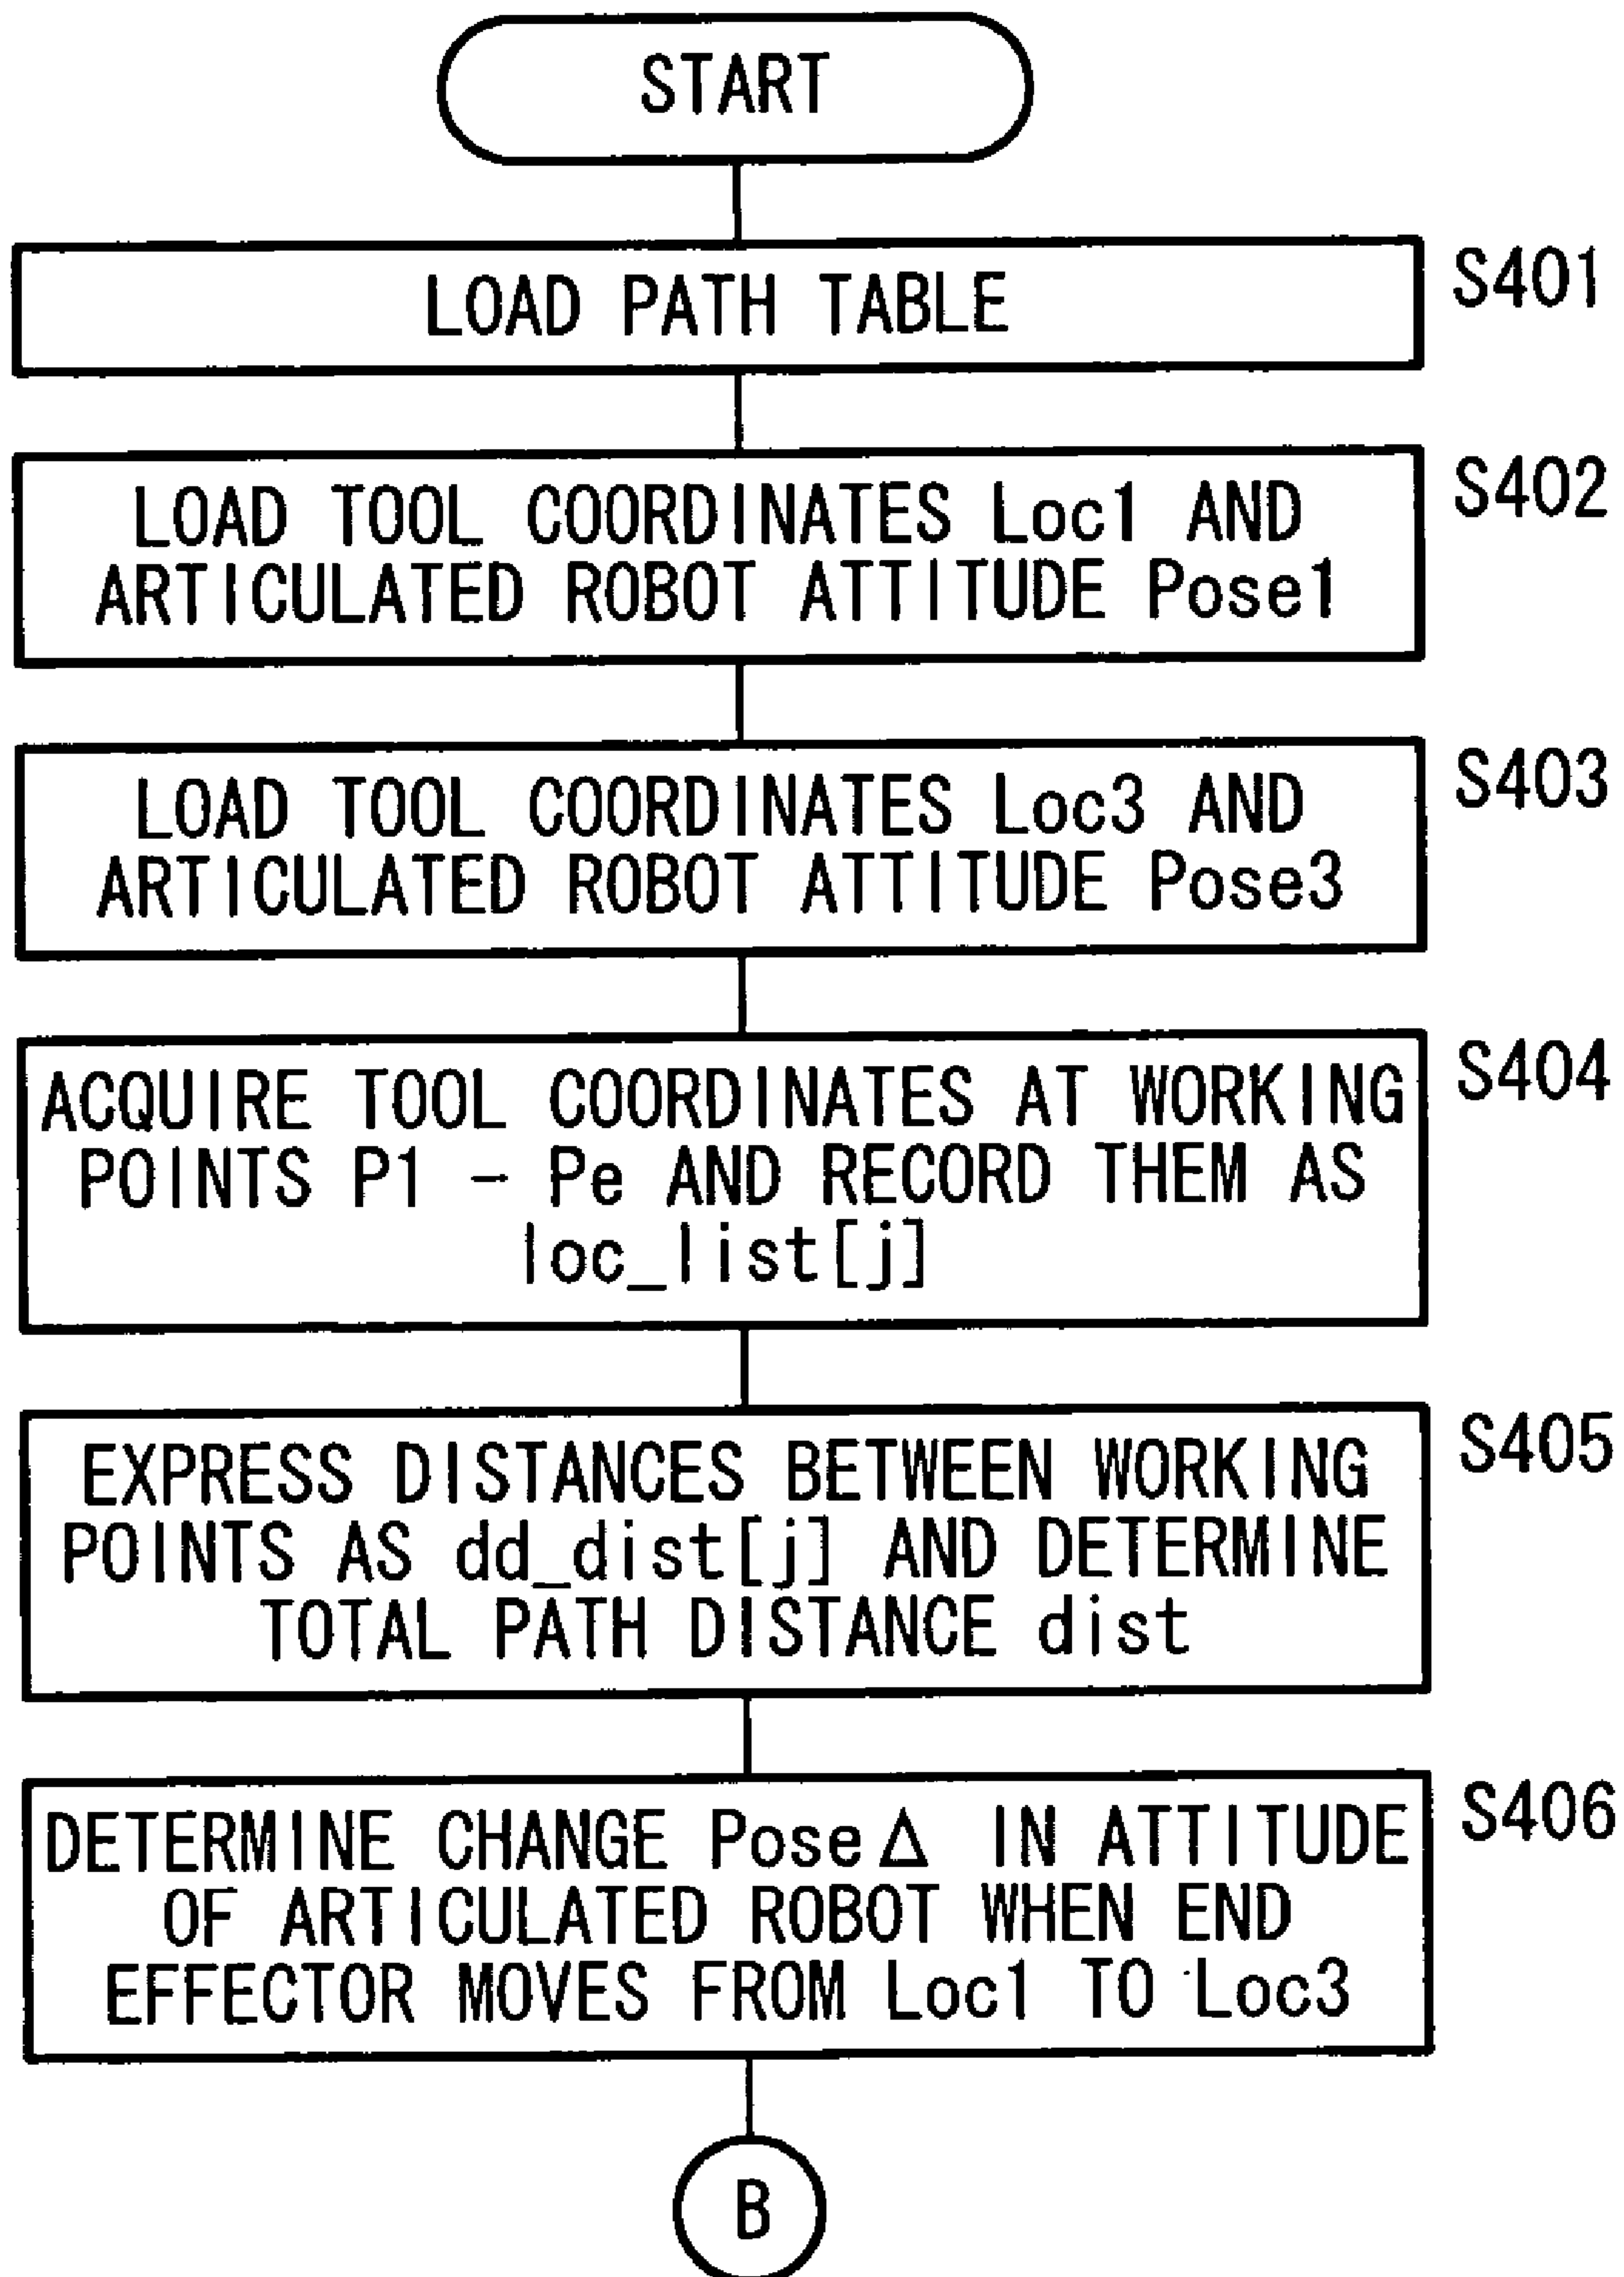 START
LOAD PATH TABLE
S401
LOAD TOOL COORDINATES Loc1 AND
ARTICULATED ROBOT ATTITUDE Pose1
S402
LOAD TOOL COORDINATES Loc3 AND
ARTICULATED ROBOT ATTITUDE Pose3
S403
ACQUIRE TOOL COORDINATES AT WORKING
POINTS P1 - Pe AND RECORD THEM AS
loc_list[j]
S404
EXPRESS DISTANCES BETWEEN WORKING
POINTS AS dd_dist[j] AND DETERMINE
TOTAL PATH DISTANCE dist
S405
DETERMINE CHANGE PoseΔ IN ATTITUDE
OF ARTICULATED ROBOT WHEN END
EFFECTOR MOVES FROM Loc1 TO Loc3
S406
B